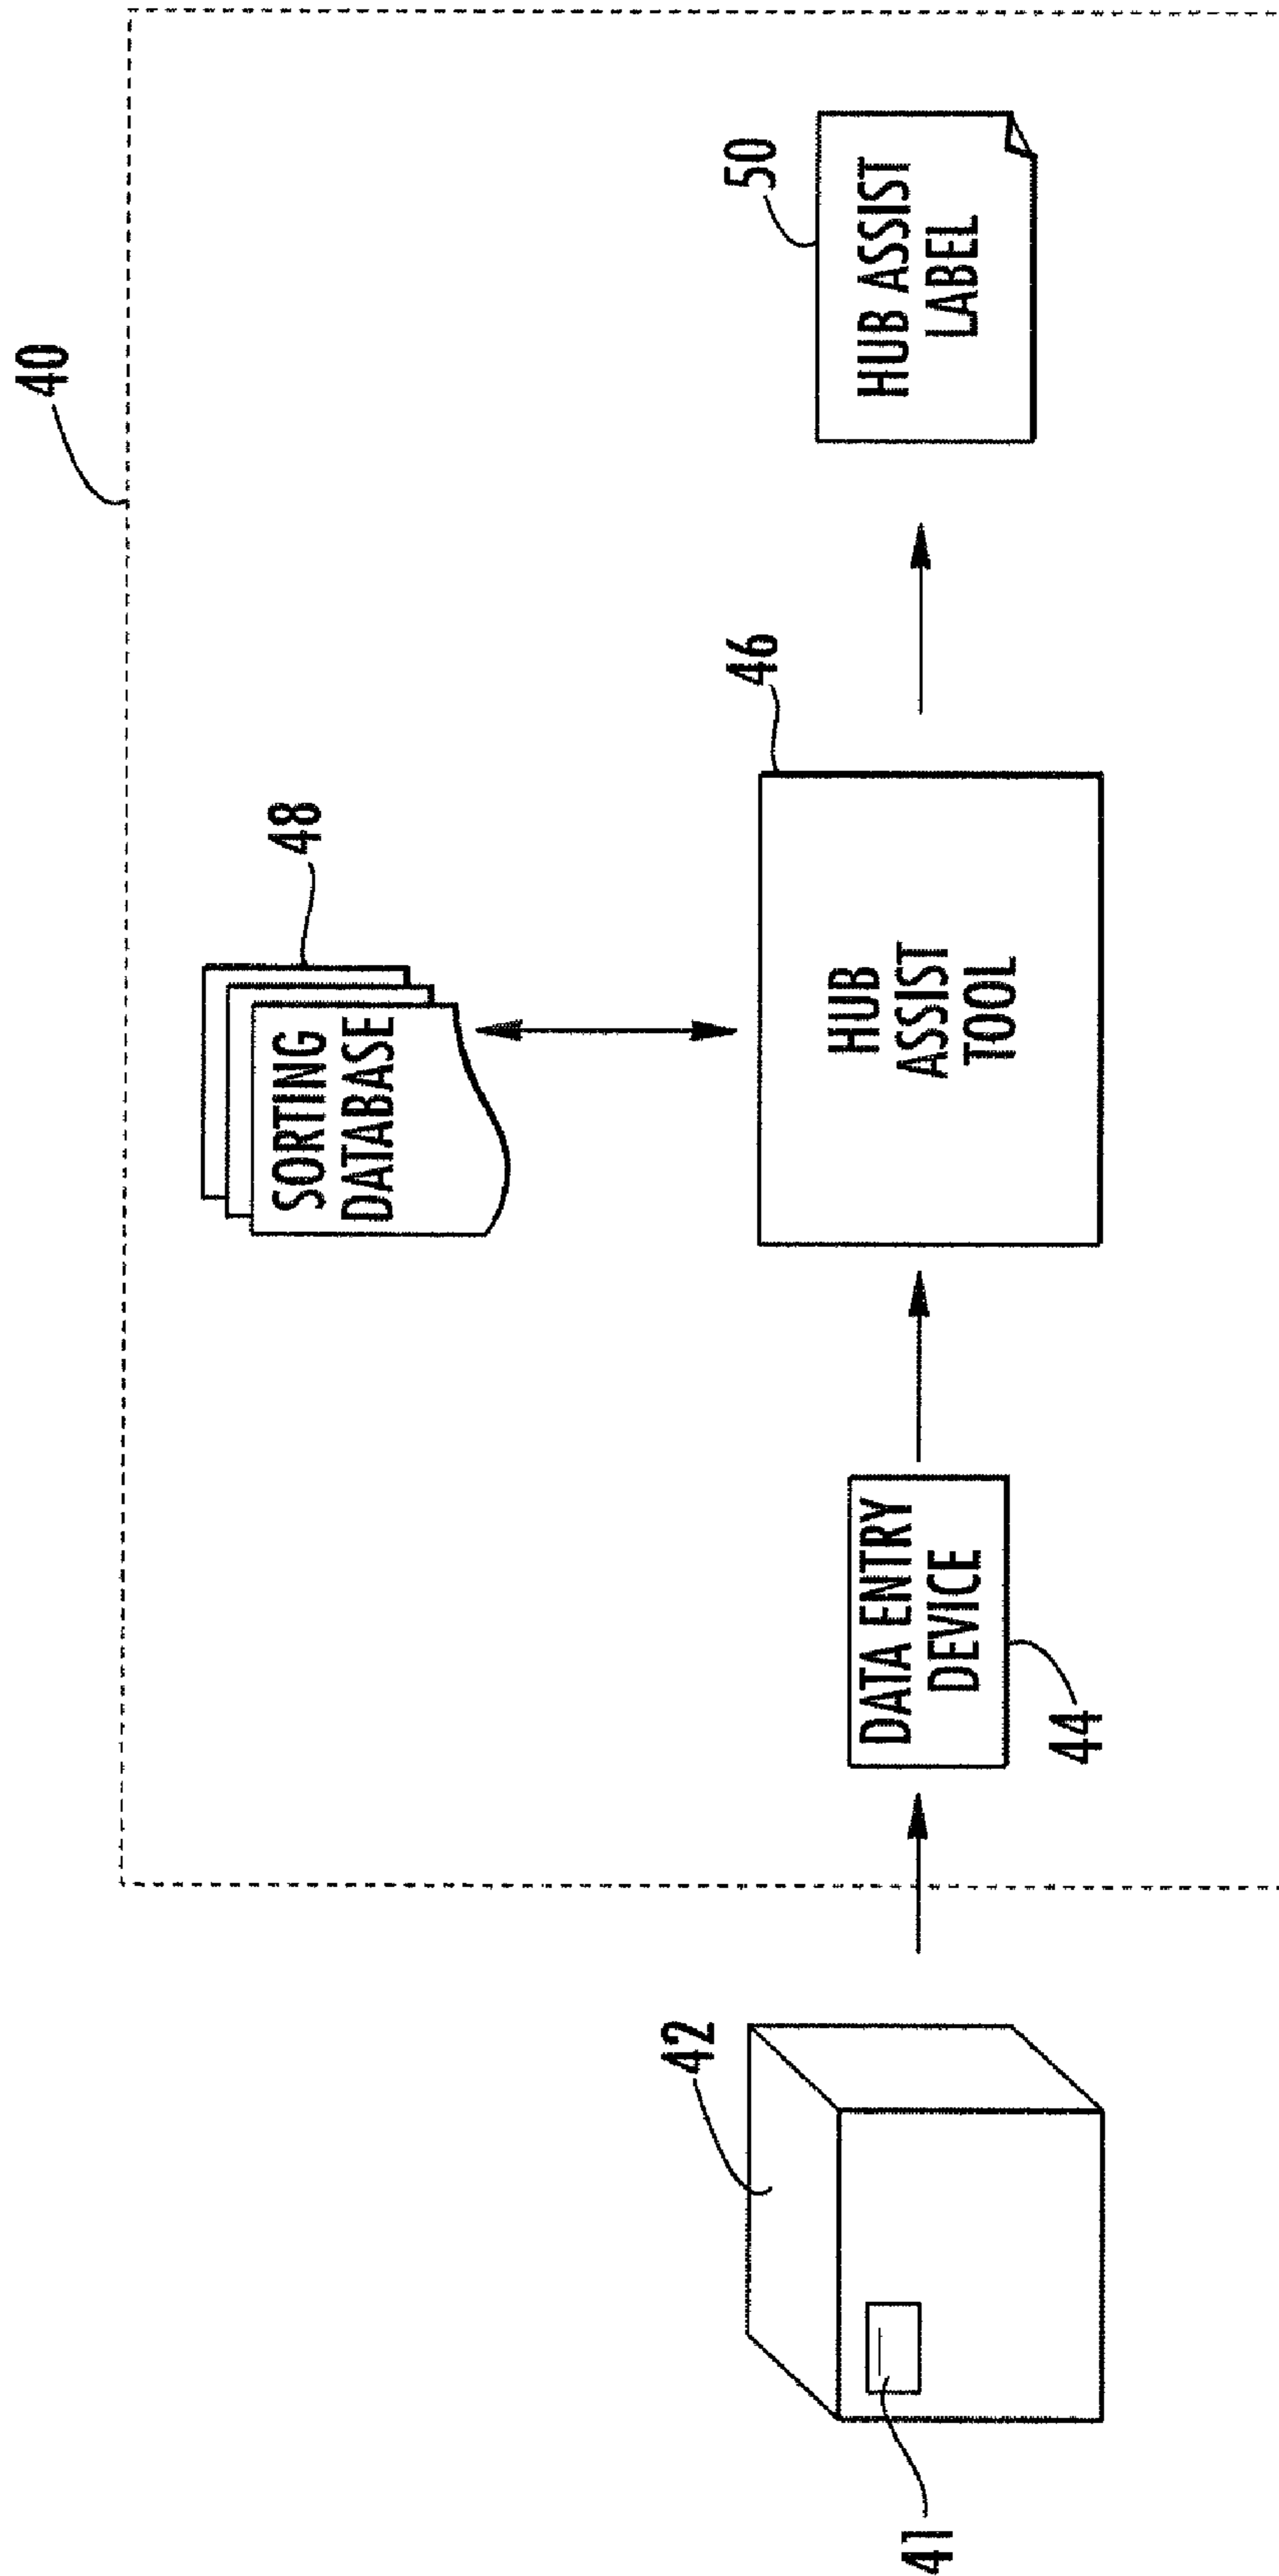 40
48
SORTING
DATABASE
42
46
50
HUB
ASSIST
TOOL
HUB ASSIST
LABEL
DATA ENTRY
DEVICE
41
44